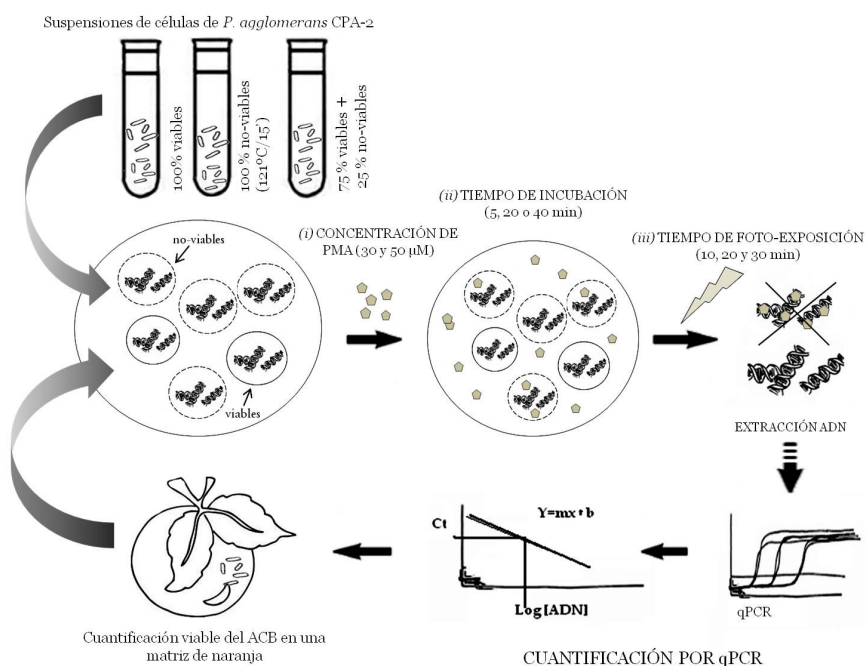 Suspensiones de células de P. agglomerans CPA-2
100% viables
100 % no-viables
(121ºC/15')
75 % viables +
25 % no-viables
no-viables
viables
(i) CONCENTRACIÓN DE
PMA (30 y 50 µM)
(ii) TIEMPO DE INCUBACIÓN
(5, 20 o 40 min)
(iii) TIEMPO DE FOTO-EXPOSICIÓN
(10, 20 y 30 min)
EXTRACCIÓN ADN
qPCR
Ct
Y=mx+b
Log[ADN]
CUANTIFICACIÓN POR qPCR
Cuantificación viable del ACB en una
matriz de naranja